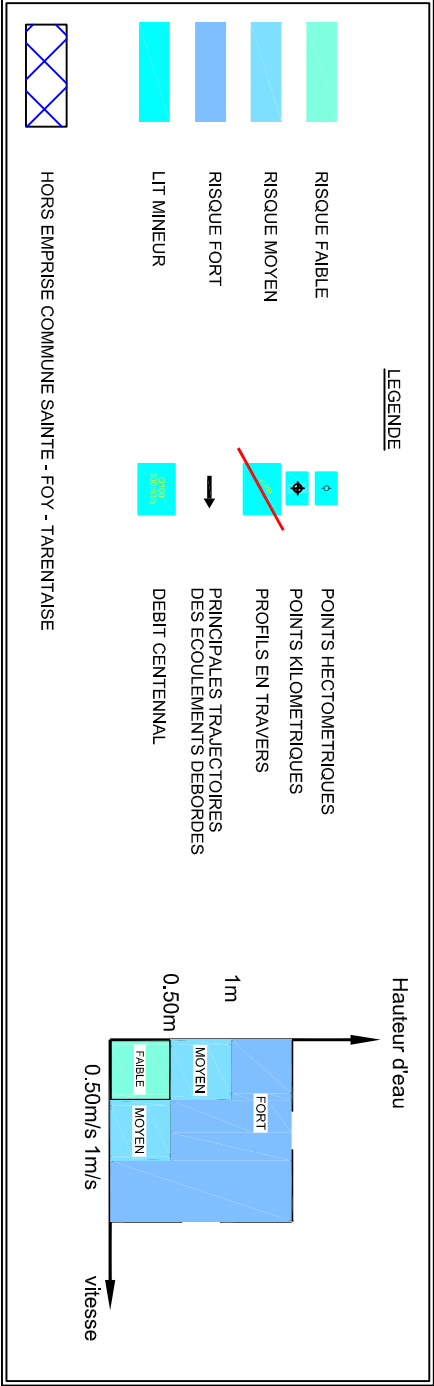 LEGENDE
RISQUE FAIBLE
RISQUE MOYEN
RISQUE FORT
LIT MINEUR
HORS EMPRISE COMMUNE SAINTE - FOY - TARENTAISE
POINTS HECTOMETRIQUES
POINTS KILOMETRIQUES
PROFILS EN TRAVERS
PRINCIPALES TRAJECTOIRES
DES ECOULEMENTS DEBORDES
Q100
DEBIT CENTENNAL
Hauteur d'eau
1m
0.50m
MOYEN
FORT
FAIBLE
MOYEN
0.50m/s 1m/s
vitesse